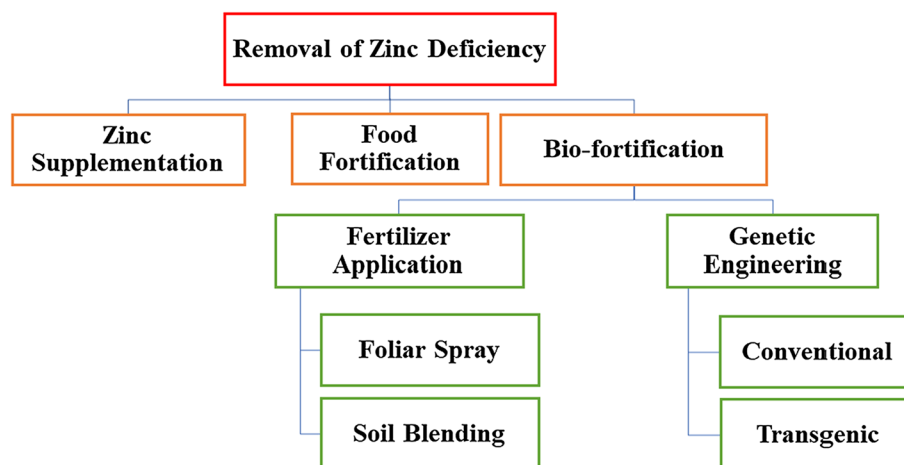 Removal of Zinc Deficiency
Zinc
Supplementation
Food
Fortification
Bio-fortification
Fertilizer
Application
Genetic
Engineering
Foliar Spray
Conventional
Soil Blending
Transgenic